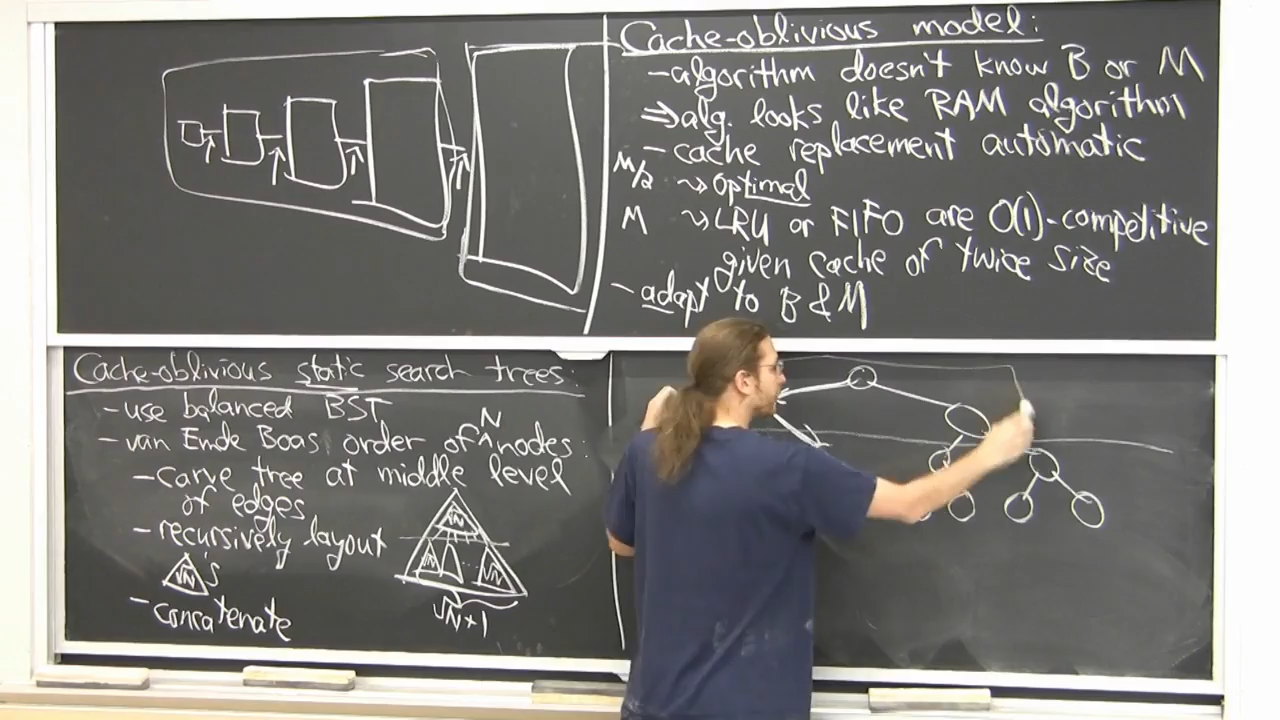 Cache-oblivious model:
- algorithm doesn't know B or M
⇒ alg. looks like RAM algorithm
- cache replacement automatic
M/2 ⇝ optimal
M ⇝ LRU or FIFO are O(1)-competitive
given cache of twice size
- adapt to B & M
Cache-oblivious static search trees:
- use balanced BST
- van Emde Boas order of N nodes:
- carve tree at middle level
of edges
- recursively layout
√N 's
- concatenate
√N
√N √N
√N+1